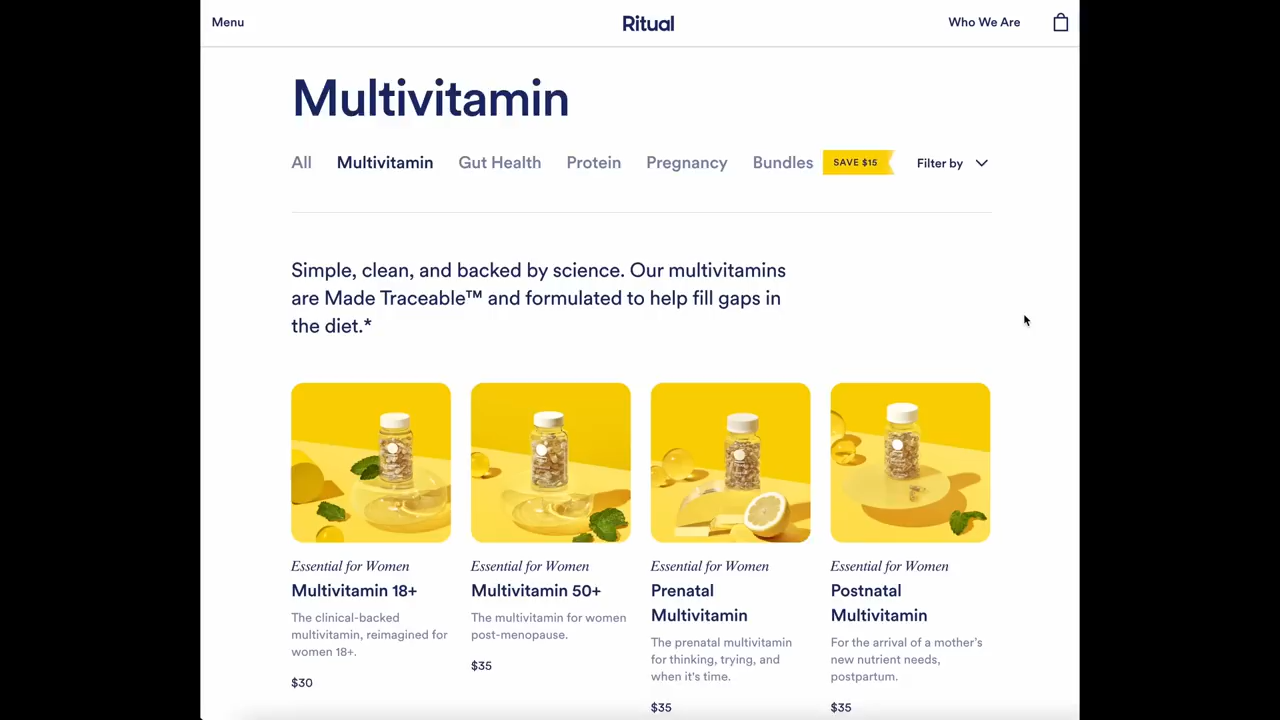 Menu
Ritual
Who We Are
Multivitamin
All
Multivitamin
Gut Health
Protein
Pregnancy
Bundles
SAVE $15
Filter by
Simple, clean, and backed by science. Our multivitamins
are Made Traceable™ and formulated to help fill gaps in
the diet.*
Essential for Women
Multivitamin 18+
The clinical-backed
multivitamin, reimagined for
women 18+.
$30
Essential for Women
Multivitamin 50+
The multivitamin for women
post-menopause.
$35
Essential for Women
Prenatal
Multivitamin
The prenatal multivitamin
for thinking, trying, and
when it's time.
$35
Essential for Women
Postnatal
Multivitamin
For the arrival of a mother's
new nutrient needs,
postpartum.
$35